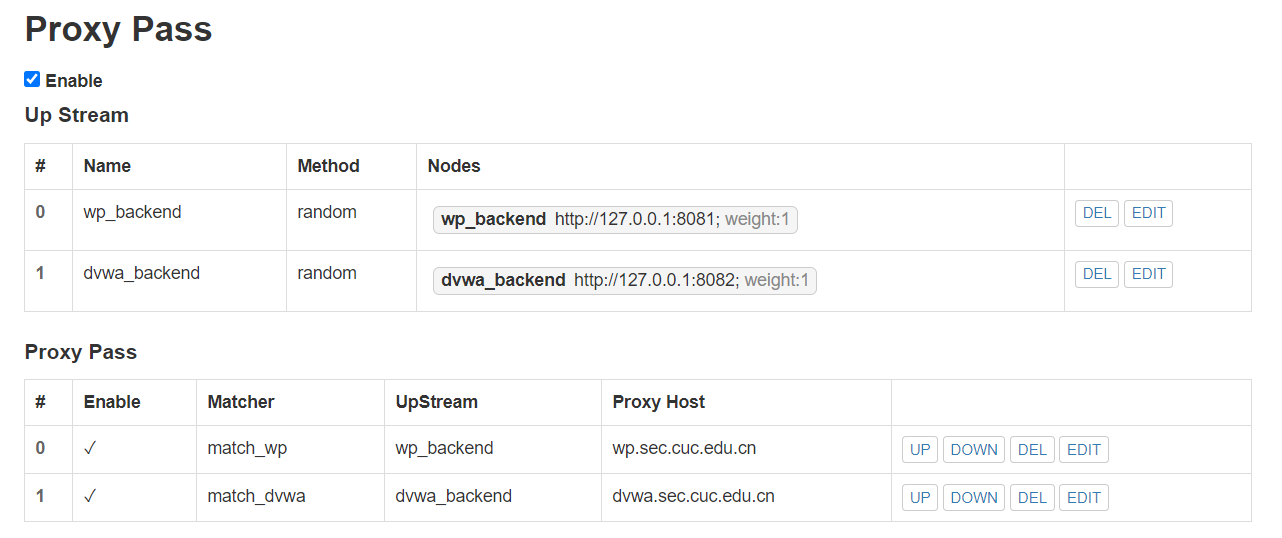 Proxy Pass
Enable
Up Stream
# Name Method Nodes
0 wp_backend random wp_backend http://127.0.0.1:8081; weight:1 DEL EDIT
1 dvwa_backend random dvwa_backend http://127.0.0.1:8082; weight:1 DEL EDIT
Proxy Pass
# Enable Matcher UpStream Proxy Host
0 ✓ match_wp wp_backend wp.sec.cuc.edu.cn UP DOWN DEL EDIT
1 ✓ match_dvwa dvwa_backend dvwa.sec.cuc.edu.cn UP DOWN DEL EDIT